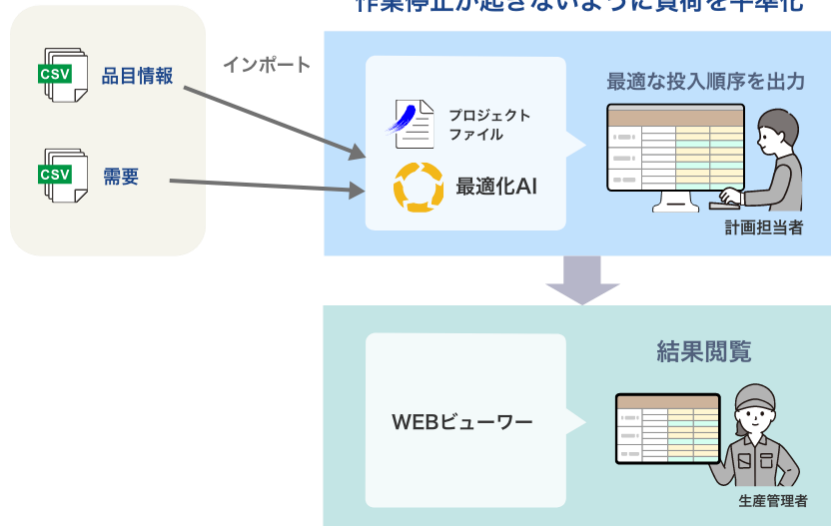 作業停止が起きないように負荷を平準化
CSV
品目情報
インポート
CSV
需要
プロジェクト
ファイル
最適化AI
最適な投入順序を出力
計画担当者
WEBビューワー
結果閲覧
生産管理者